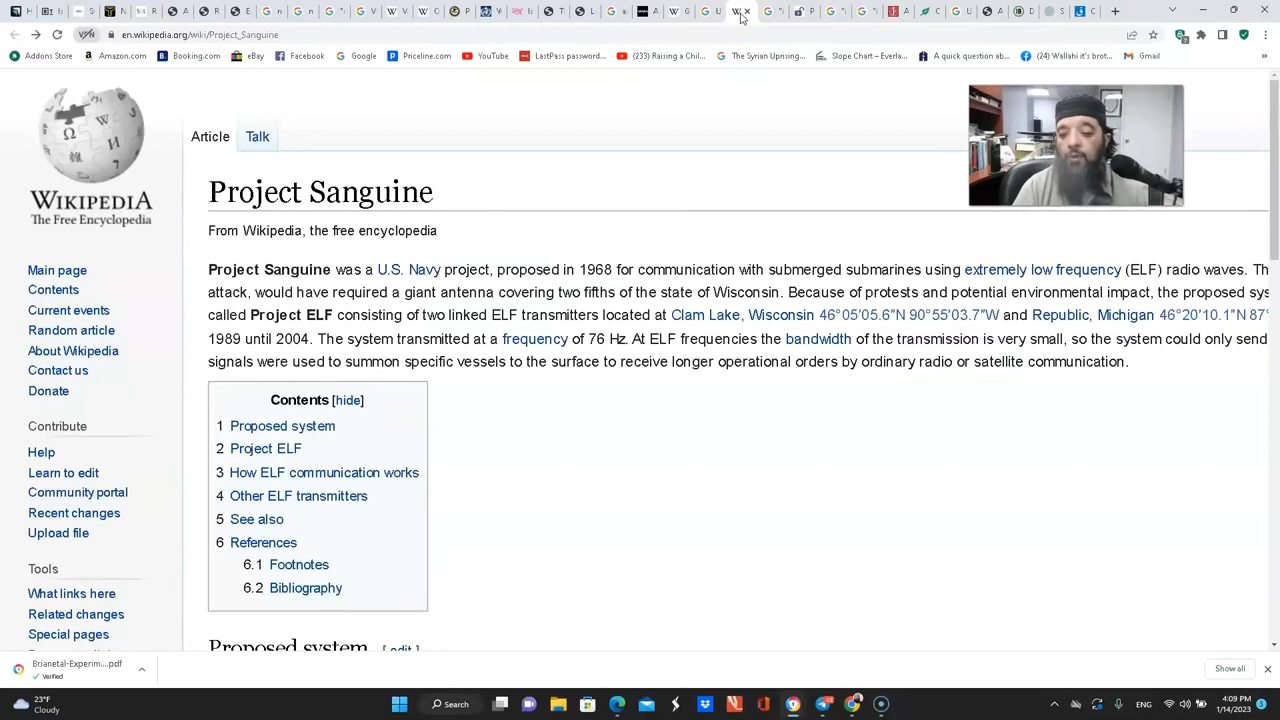 en.wikipedia.org/wiki/Project_Sanguine
Addons Store
Amazon.com
Booking.com
eBay
Facebook
Google
Priceline.com
YouTube
LastPass password...
(233) Raising a Chil...
The Syrian Uprising...
Slope Chart – Everla...
A quick question ab...
(24) Wallahi it's brot...
Gmail
WIKIPEDIA
The Free Encyclopedia
Article Talk
Project Sanguine
From Wikipedia, the free encyclopedia
Project Sanguine was a U.S. Navy project, proposed in 1968 for communication with submerged submarines using extremely low frequency (ELF) radio waves. Th
attack, would have required a giant antenna covering two fifths of the state of Wisconsin. Because of protests and potential environmental impact, the proposed sys
called Project ELF consisting of two linked ELF transmitters located at Clam Lake, Wisconsin 46°05′05.6″N 90°55′03.7″W and Republic, Michigan 46°20′10.1″N 87°
1989 until 2004. The system transmitted at a frequency of 76 Hz. At ELF frequencies the bandwidth of the transmission is very small, so the system could only send
signals were used to summon specific vessels to the surface to receive longer operational orders by ordinary radio or satellite communication.
Contents [hide]
1 Proposed system
2 Project ELF
3 How ELF communication works
4 Other ELF transmitters
5 See also
6 References
6.1 Footnotes
6.2 Bibliography
Proposed system [ edit ]
Main page
Contents
Current events
Random article
About Wikipedia
Contact us
Donate
Contribute
Help
Learn to edit
Community portal
Recent changes
Upload file
Tools
What links here
Related changes
Special pages
Brianetal-Experim....pdf
Verified
Show all
23°F
Cloudy
Search
ENG
4:09 PM
1/14/2023